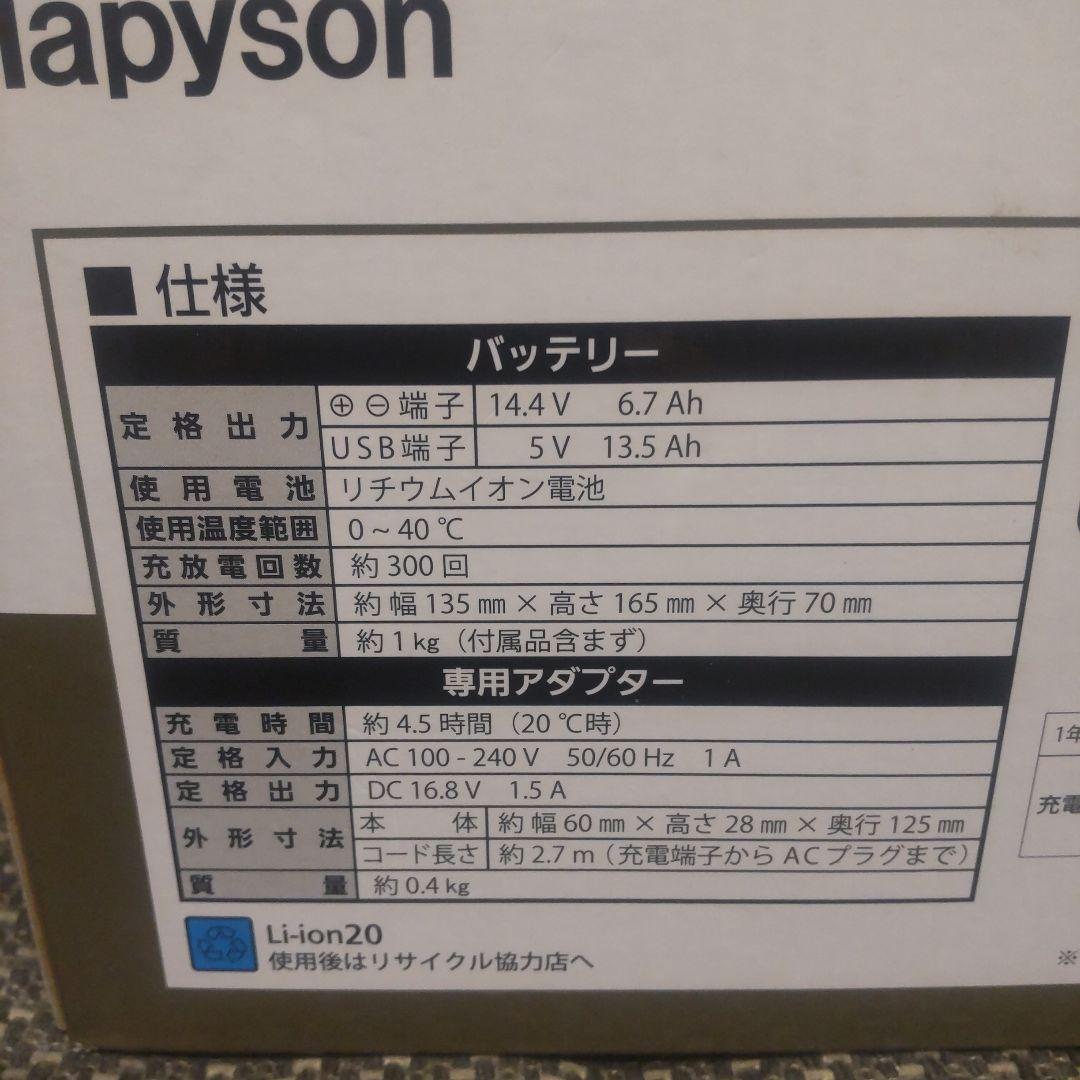 lapyson
■ 仕様
バッテリー
定格出力 ⊕ ⊖ 端子 14.4 V 6.7 Ah
USB端子 5 V 13.5 Ah
使用電池 リチウムイオン電池
使用温度範囲 0 ~ 40 ℃
充放電回数 約 300 回
外形寸法 約 幅 135 ㎜ × 高さ 165 ㎜ × 奥行 70 ㎜
質量 約 1 ㎏（付属品含まず）
専用アダプター
充電時間 約 4.5 時間（20 ℃時）
定格入力 AC 100 - 240 V 50/60 Hz 1 A
定格出力 DC 16.8 V 1.5 A
外形寸法 本体 約 幅 60 ㎜ × 高さ 28 ㎜ × 奥行 125 ㎜
コード長さ 約 2.7 m（充電端子から AC プラグまで）
質量 約 0.4 ㎏
Li-ion20
使用後はリサイクル協力店へ
1年
充電
※